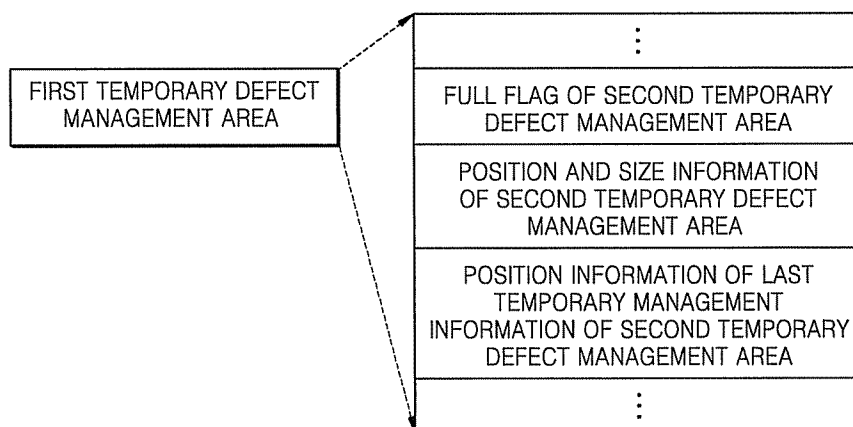 FIRST TEMPORARY DEFECT
MANAGEMENT AREA
⋮
FULL FLAG OF SECOND TEMPORARY
DEFECT MANAGEMENT AREA
POSITION AND SIZE INFORMATION
OF SECOND TEMPORARY DEFECT
MANAGEMENT AREA
POSITION INFORMATION OF LAST
TEMPORARY MANAGEMENT
INFORMATION OF SECOND TEMPORARY
DEFECT MANAGEMENT AREA
⋮